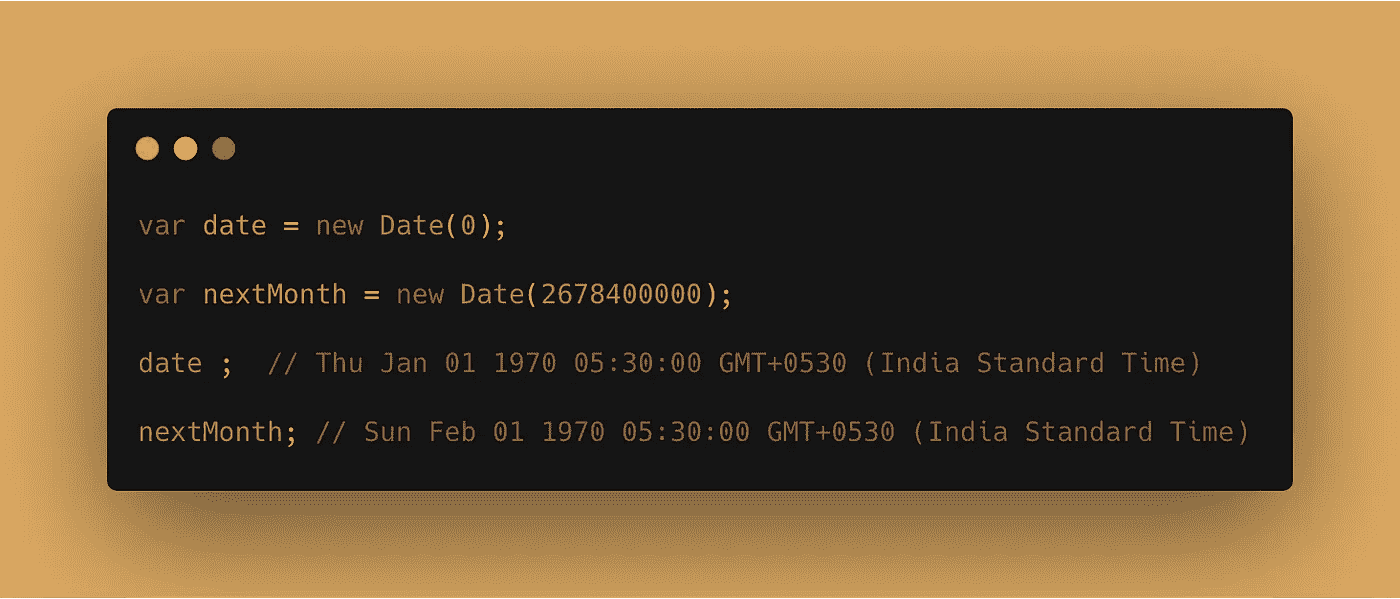 var date = new Date(0);
var nextMonth = new Date(2678400000);
date ;  // Thu Jan 01 1970 05:30:00 GMT+0530 (India Standard Time)
nextMonth; // Sun Feb 01 1970 05:30:00 GMT+0530 (India Standard Time)